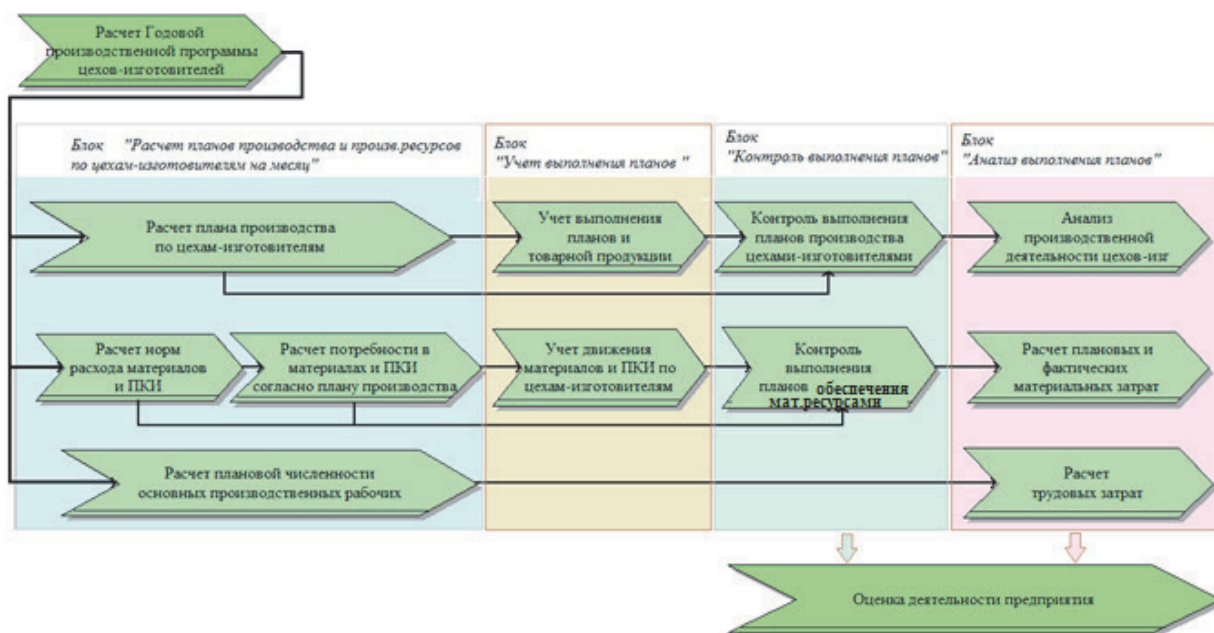 Расчет Годовой
производственной программы
цехов-изготовителей
Блок "Расчет планов производства и произв.ресурсов
по цехам-изготовителям на месяц"
Блок
"Учет выполнения планов "
Блок
"Контроль выполнения планов"
Блок
"Анализ выполнения планов"
Расчет плана производства
по цехам-изготовителям
Учет выполнения
планов и
товарной продукции
Контроль выполнения
планов производства
цехами-изготовителями
Анализ
производственной
деятельности цехов-изг
Расчет норм
расхода материалов
и ПКИ
Расчет потребности в
материалах и ПКИ
согласно плану производства
Учет движения
материалов и ПКИ по
цехам-изготовителям
Контроль
выполнения
планов обеспечения
мат.ресурсами
Расчет плановых и
фактических
материальных затрат
Расчет плановой численности
основных производственных рабочих
Расчет
трудовых затрат
Оценка деятельности предприятия